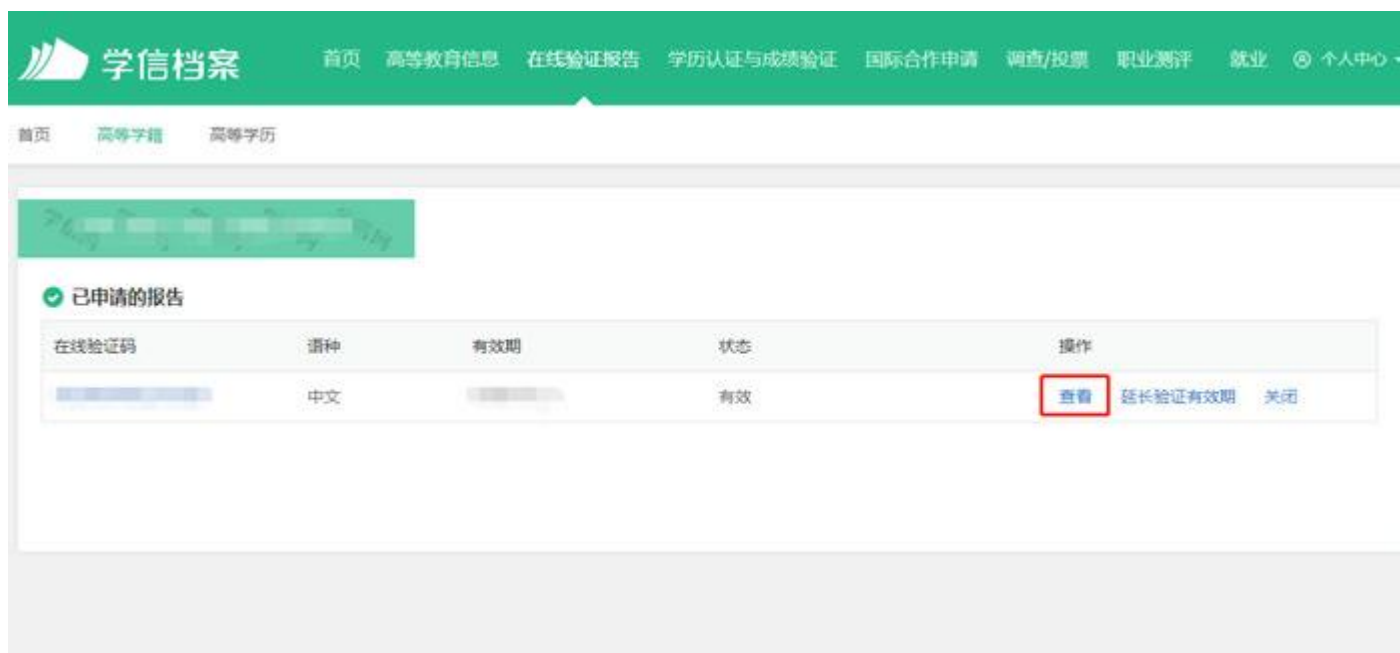 学信档案 首页 高等教育信息 在线验证报告 学历认证与成绩验证 国际合作申请 调查/投票 职业测评 就业 个人中心
首页 高等学籍 高等学历
已申请的报告
在线验证码 语种 有效期 状态 操作
中文 有效 查看 延长验证有效期 关闭